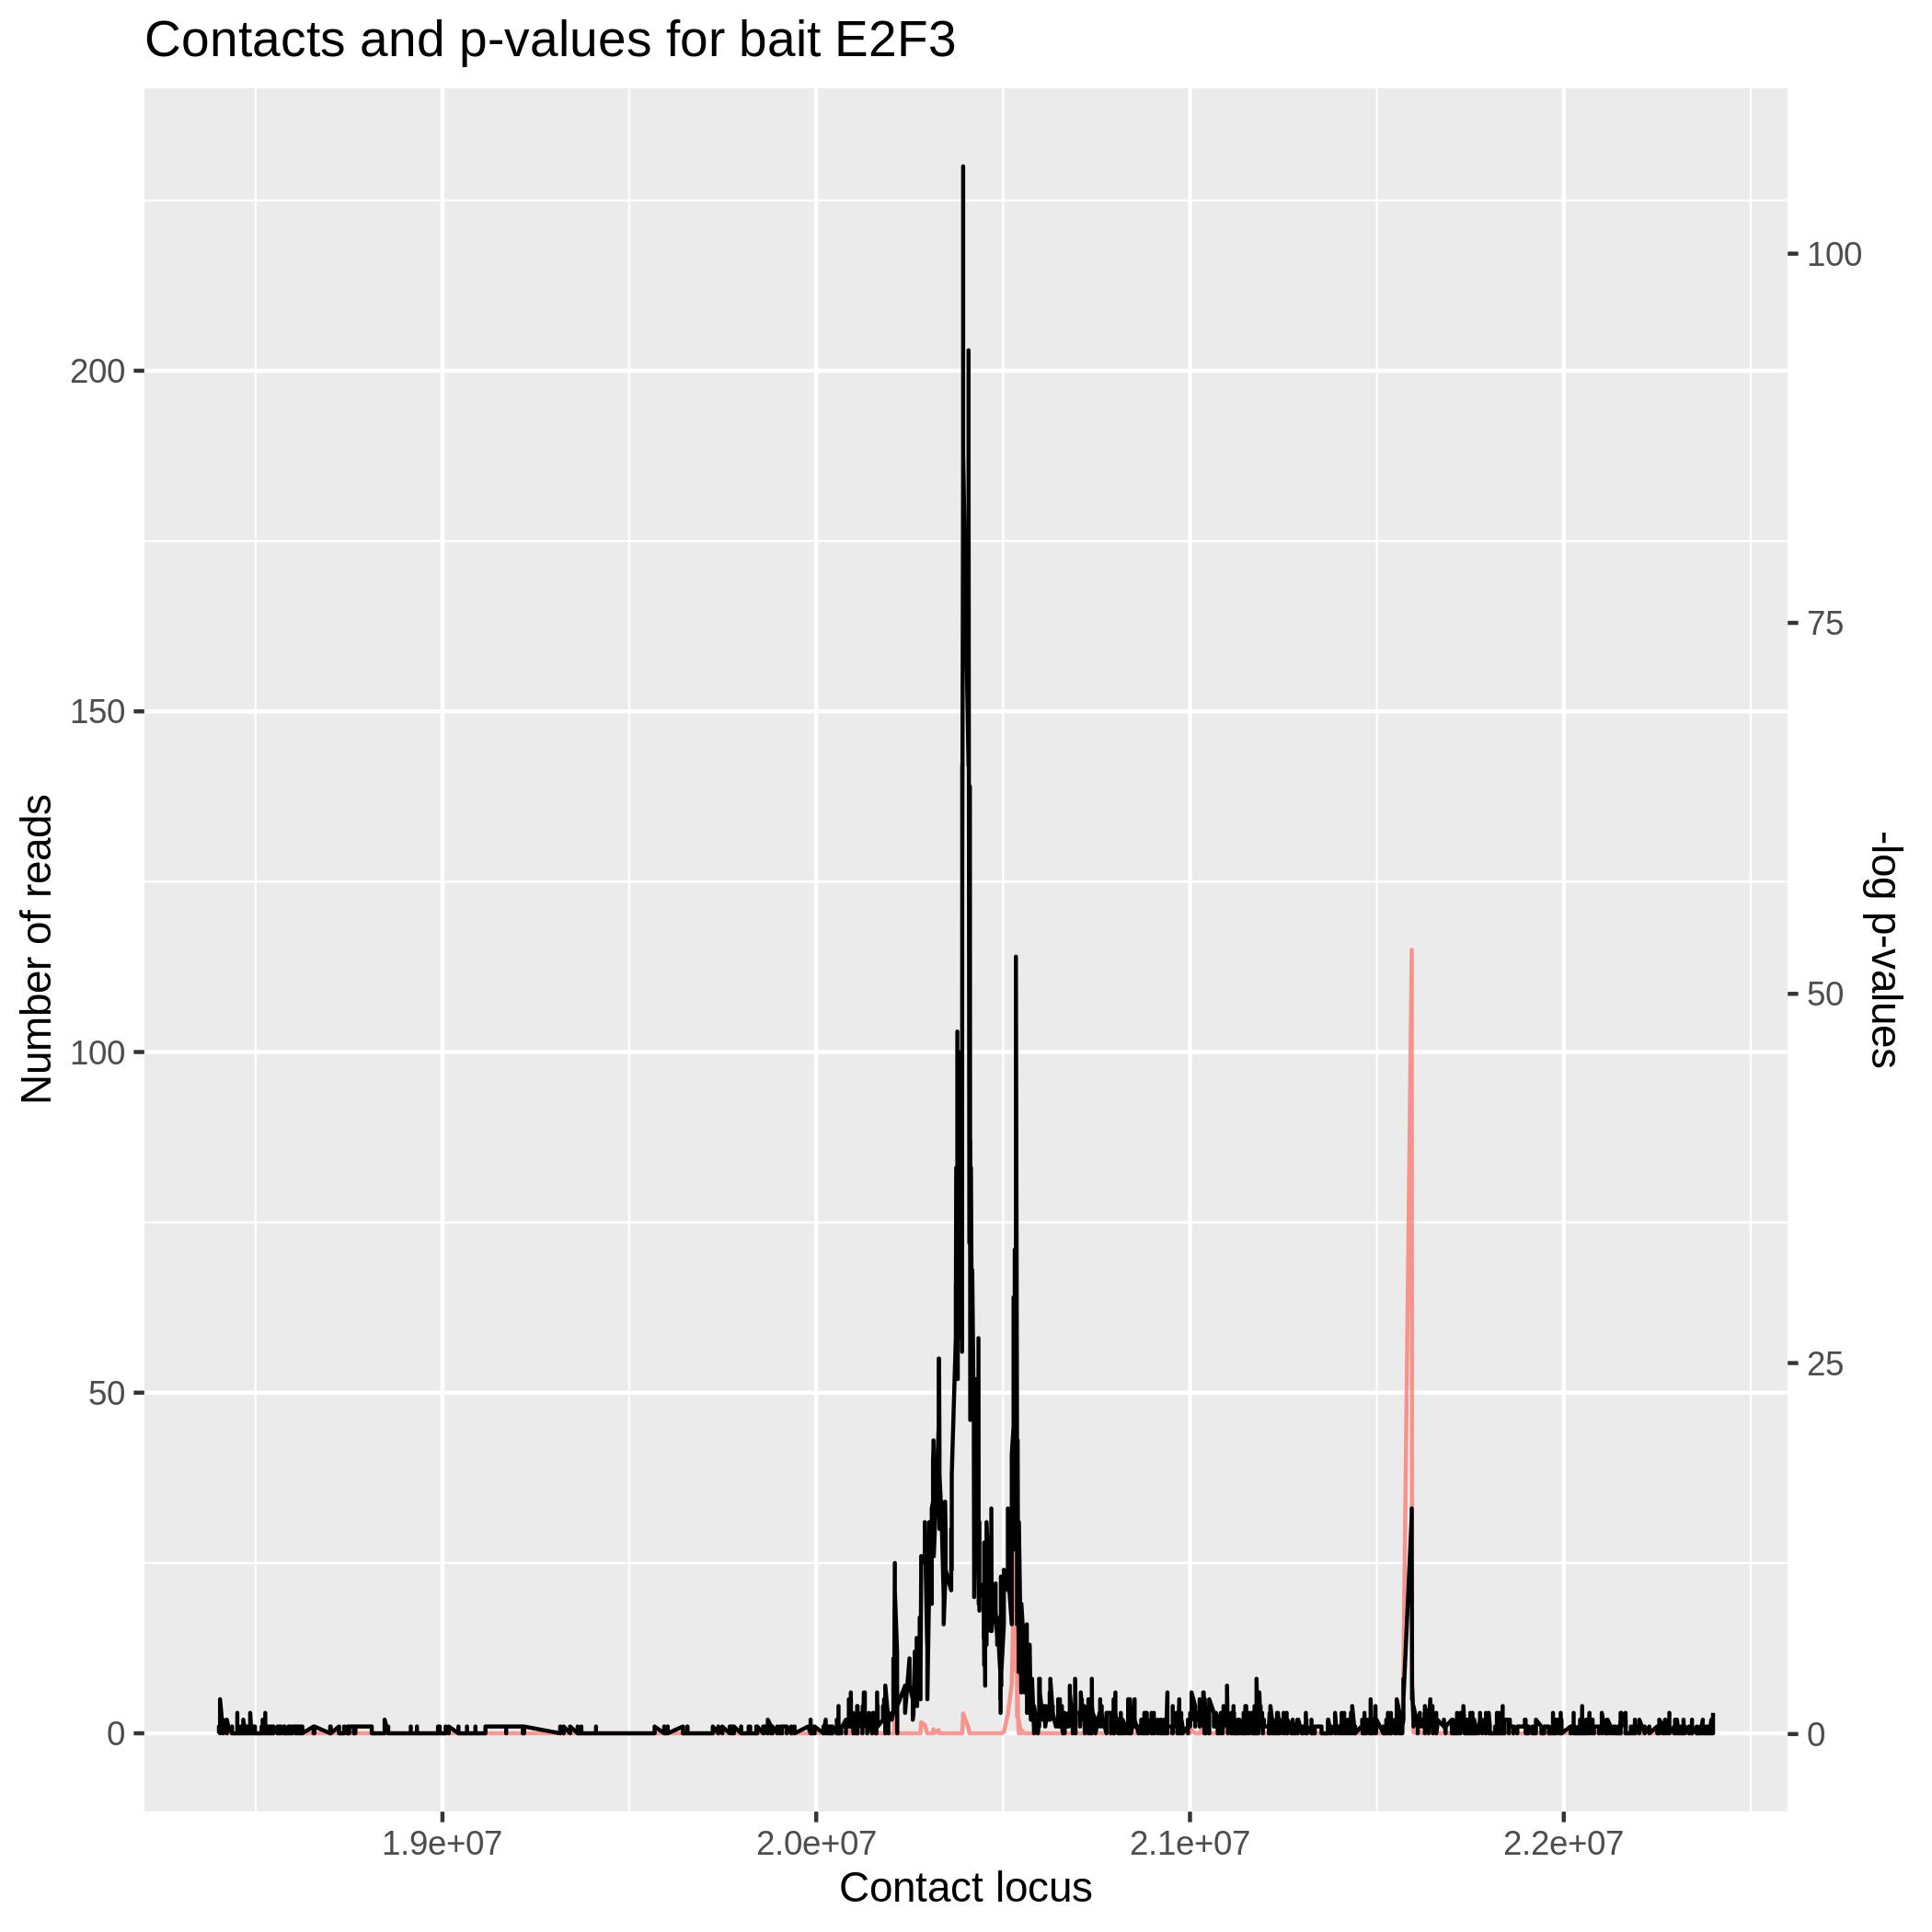 Contacts and p-values for bait E2F3
Number of reads
200
150
100
50
0
100
75
50
25
0
-log p-values
1.9e+07
2.0e+07
2.1e+07
2.2e+07
Contact locus